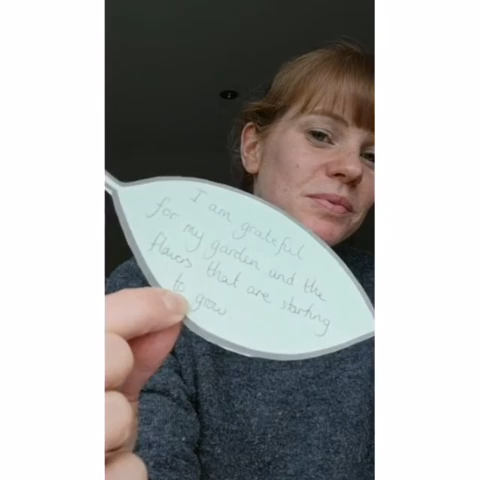 I am grateful
for my garden and the
flowers that are starting
to grow